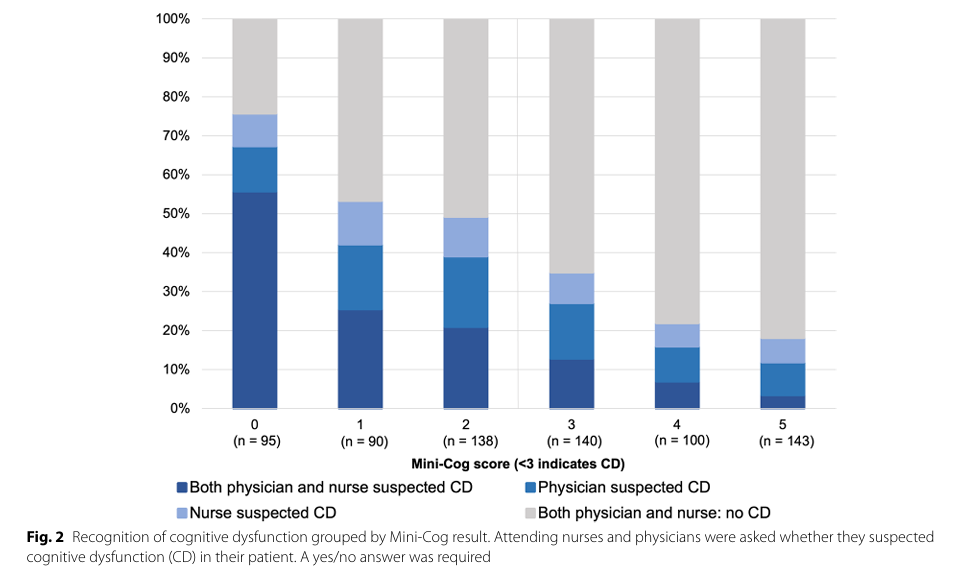 100%
90%
80%
70%
60%
50%
40%
30%
20%
10%
0%
0 1 2 3 4 5
(n = 95) (n = 90) (n = 138) (n = 140) (n = 100) (n = 143)
Mini-Cog score (<3 indicates CD)
Both physician and nurse suspected CD Physician suspected CD
Nurse suspected CD Both physician and nurse: no CD
Fig. 2 Recognition of cognitive dysfunction grouped by Mini-Cog result. Attending nurses and physicians were asked whether they suspected
cognitive dysfunction (CD) in their patient. A yes/no answer was required